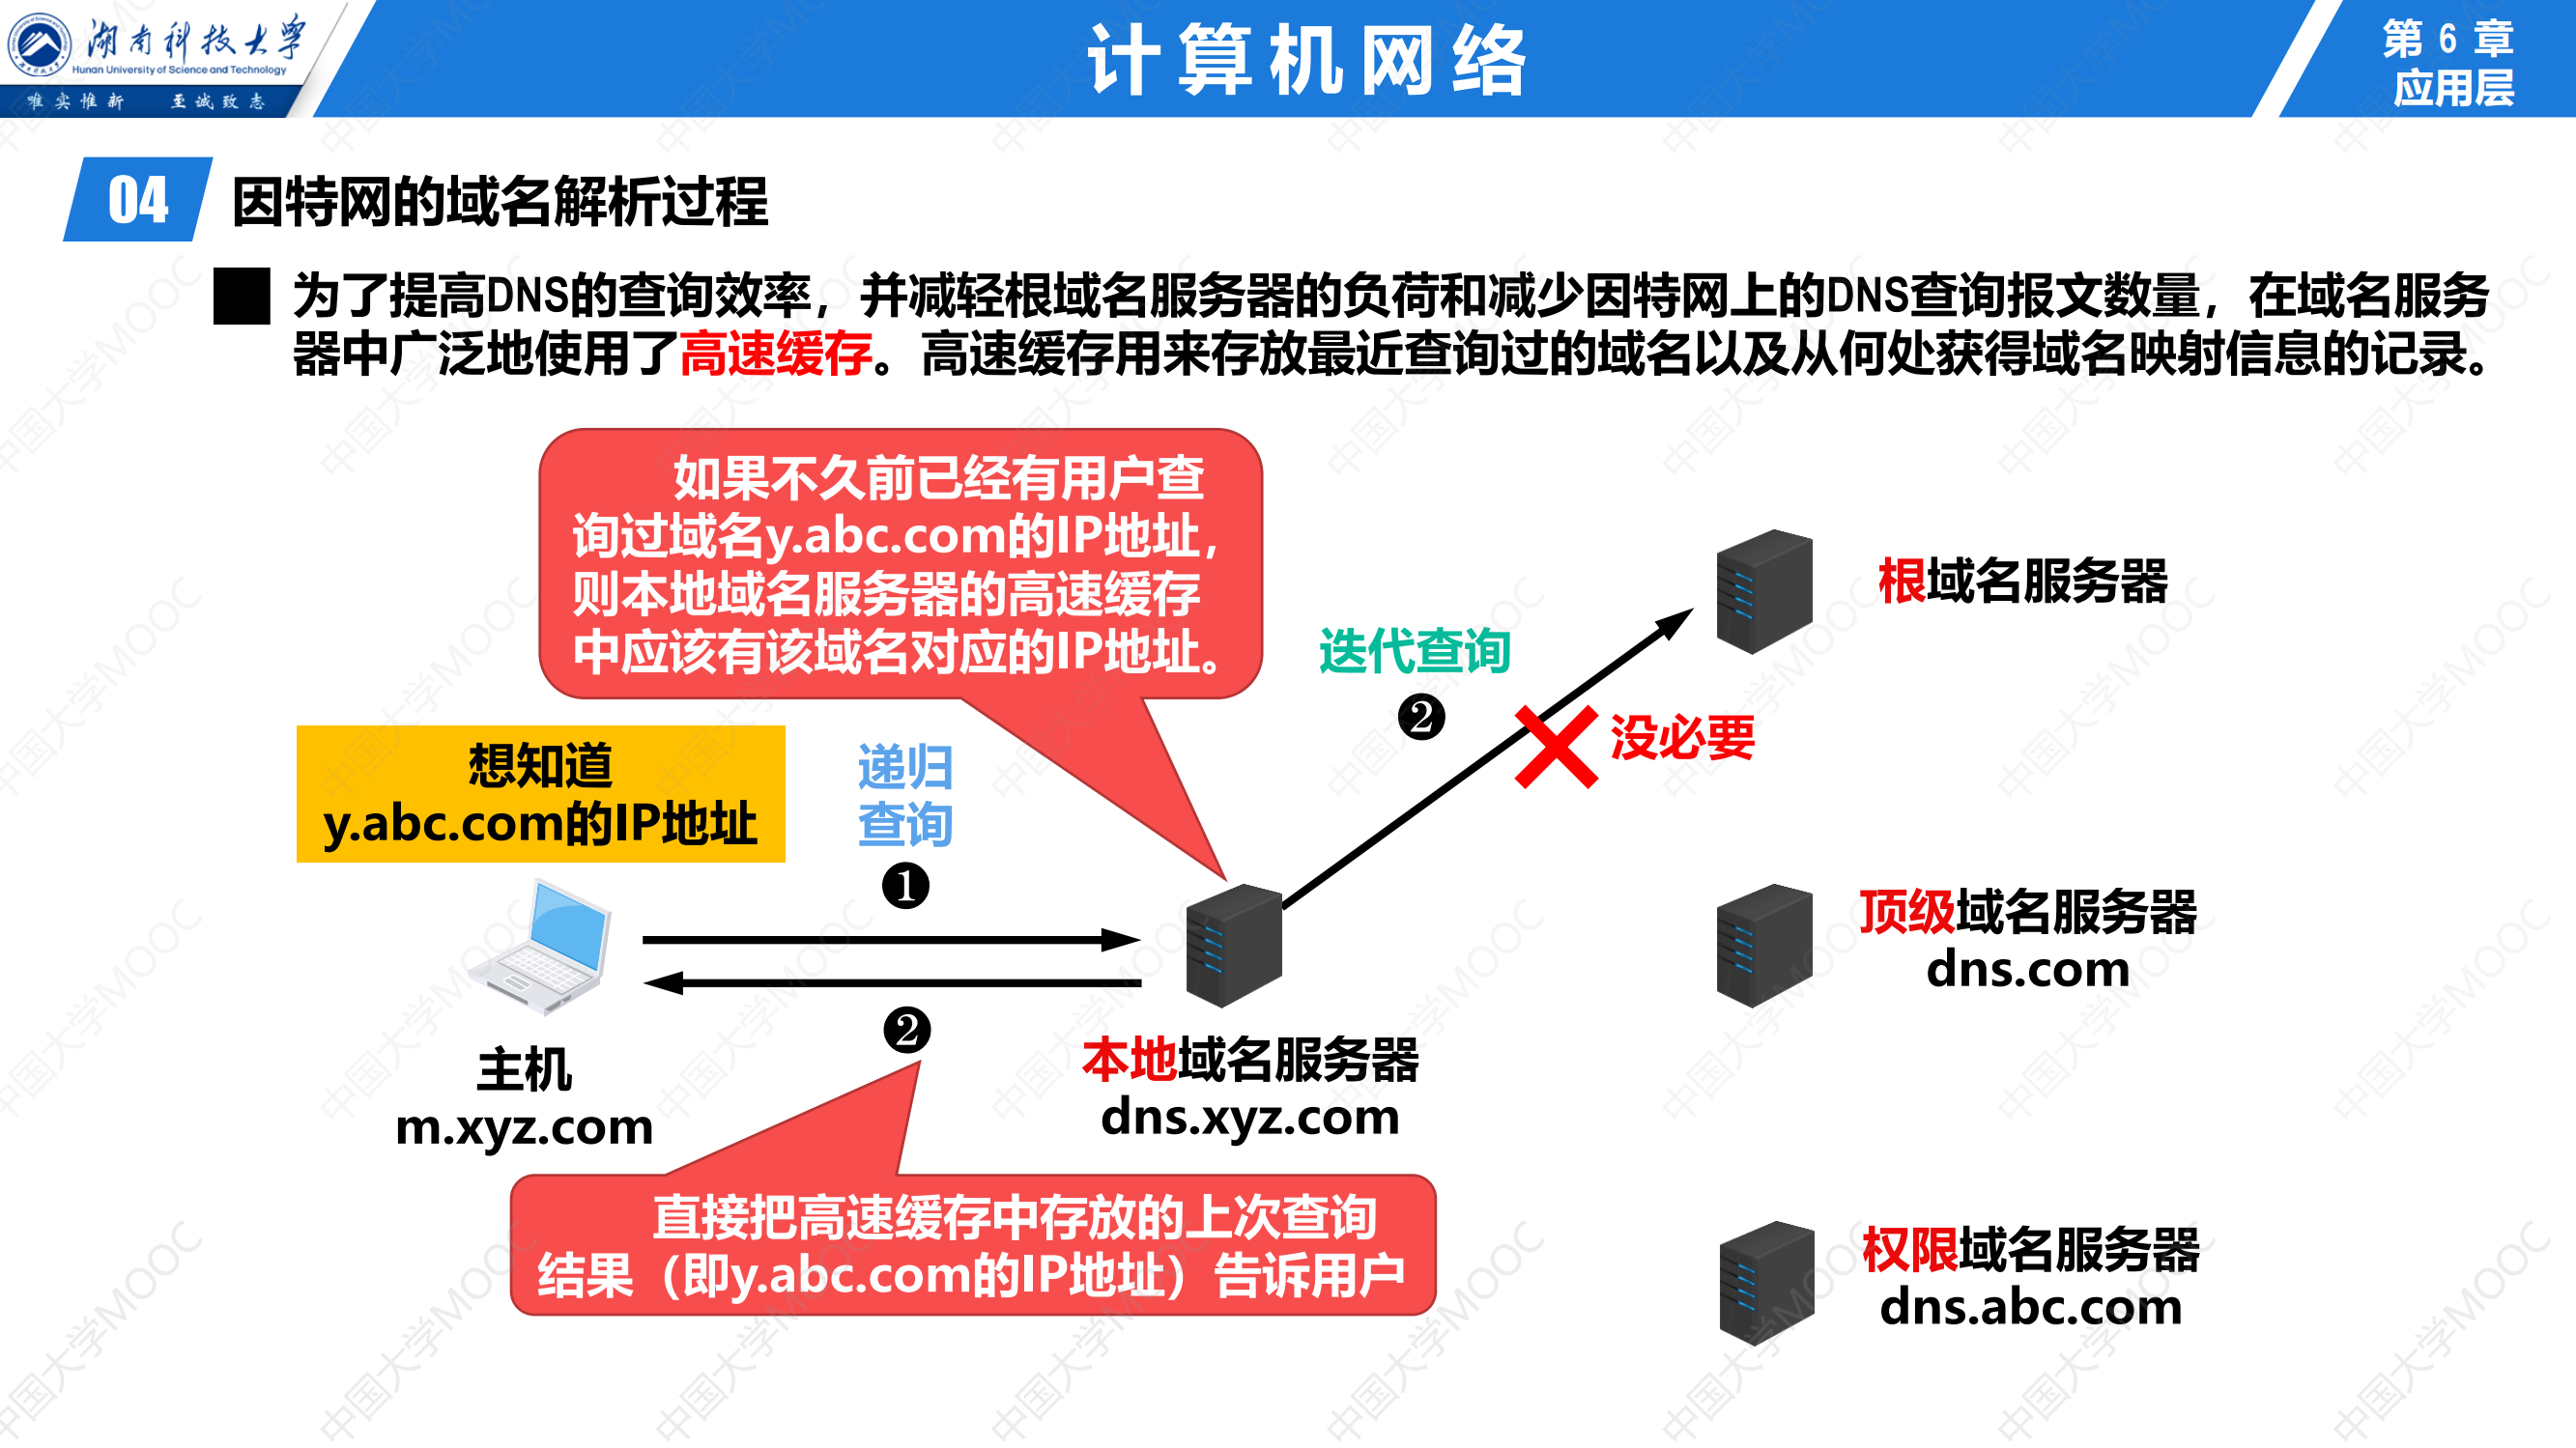 湖南科技大学
Hunan University of Science and Technology
唯实惟新 至诚致志
计算机网络
第 6 章
应用层
04 因特网的域名解析过程
为了提高DNS的查询效率，并减轻根域名服务器的负荷和减少因特网上的DNS查询报文数量，在域名服务
器中广泛地使用了高速缓存。高速缓存用来存放最近查询过的域名以及从何处获得域名映射信息的记录。
如果不久前已经有用户查
询过域名y.abc.com的IP地址，
则本地域名服务器的高速缓存
中应该有该域名对应的IP地址。
根域名服务器
迭代查询
❷
没必要
想知道
y.abc.com的IP地址
递归
查询
❶
❷
主机
m.xyz.com
本地域名服务器
dns.xyz.com
顶级域名服务器
dns.com
直接把高速缓存中存放的上次查询
结果（即y.abc.com的IP地址）告诉用户
权限域名服务器
dns.abc.com
中国大学MOOC